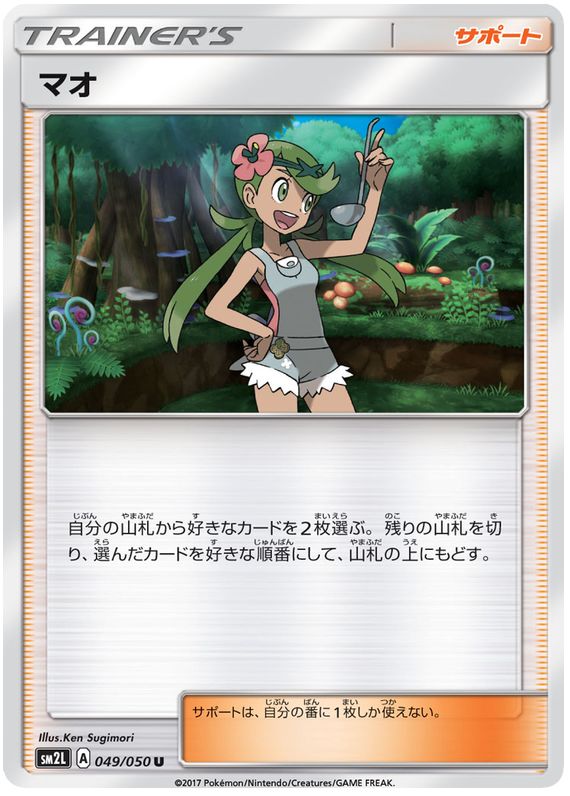 TRAINER'S
サポート
マオ
自分の山札から好きなカードを2枚選ぶ。残りの山札を切
り、選んだカードを好きな順番にして、山札の上にもどす。
サポートは、自分の番に1枚しか使えない。
Illus.Ken Sugimori
SM2L A 049/050 U
©2017 Pokémon/Nintendo/Creatures/GAME FREAK.